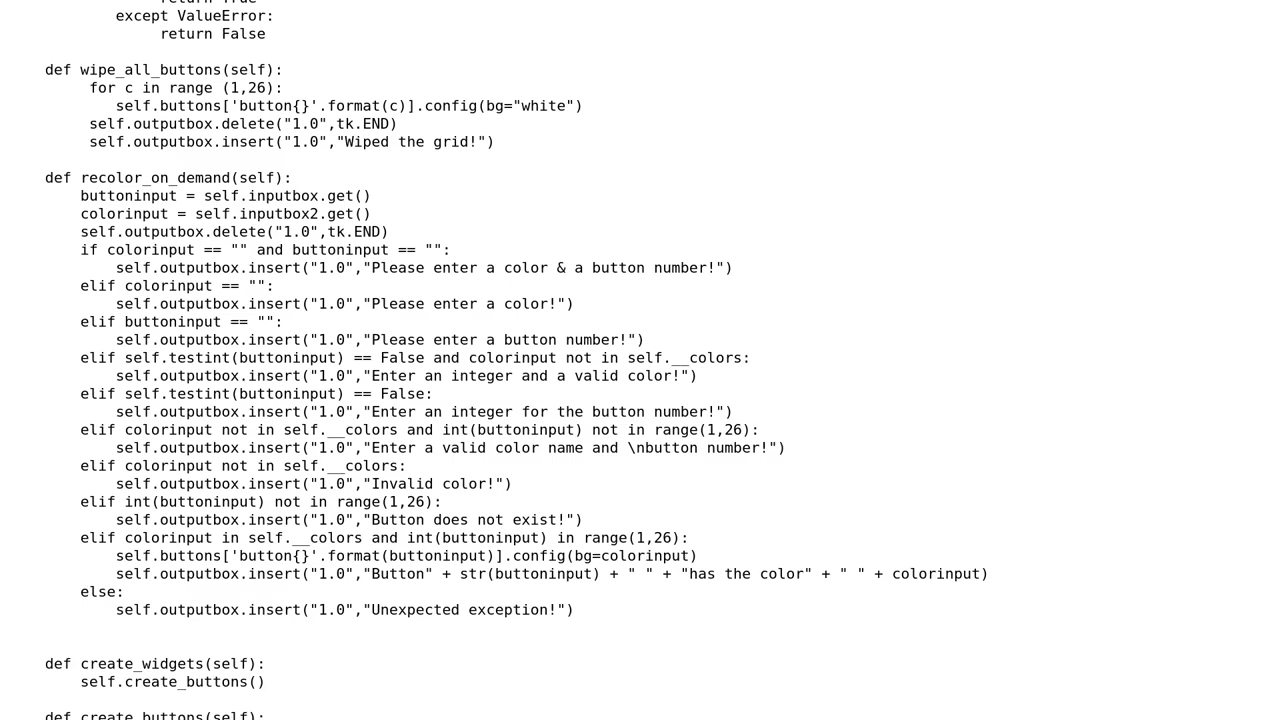 return True
except ValueError:
return False
def wipe_all_buttons(self):
for c in range (1,26):
self.buttons['button{}'.format(c)].config(bg="white")
self.outputbox.delete("1.0",tk.END)
self.outputbox.insert("1.0","Wiped the grid!")
def recolor_on_demand(self):
buttoninput = self.inputbox.get()
colorinput = self.inputbox2.get()
self.outputbox.delete("1.0",tk.END)
if colorinput == "" and buttoninput == "":
self.outputbox.insert("1.0","Please enter a color & a button number!")
elif colorinput == "":
self.outputbox.insert("1.0","Please enter a color!")
elif buttoninput == "":
self.outputbox.insert("1.0","Please enter a button number!")
elif self.testint(buttoninput) == False and colorinput not in self.__colors:
self.outputbox.insert("1.0","Enter an integer and a valid color!")
elif self.testint(buttoninput) == False:
self.outputbox.insert("1.0","Enter an integer for the button number!")
elif colorinput not in self.__colors and int(buttoninput) not in range(1,26):
self.outputbox.insert("1.0","Enter a valid color name and \nbutton number!")
elif colorinput not in self.__colors:
self.outputbox.insert("1.0","Invalid color!")
elif int(buttoninput) not in range(1,26):
self.outputbox.insert("1.0","Button does not exist!")
elif colorinput in self.__colors and int(buttoninput) in range(1,26):
self.buttons['button{}'.format(buttoninput)].config(bg=colorinput)
self.outputbox.insert("1.0","Button" + str(buttoninput) + " " + "has the color" + " " + colorinput)
else:
self.outputbox.insert("1.0","Unexpected exception!")
def create_widgets(self):
self.create_buttons()
def create_buttons(self):